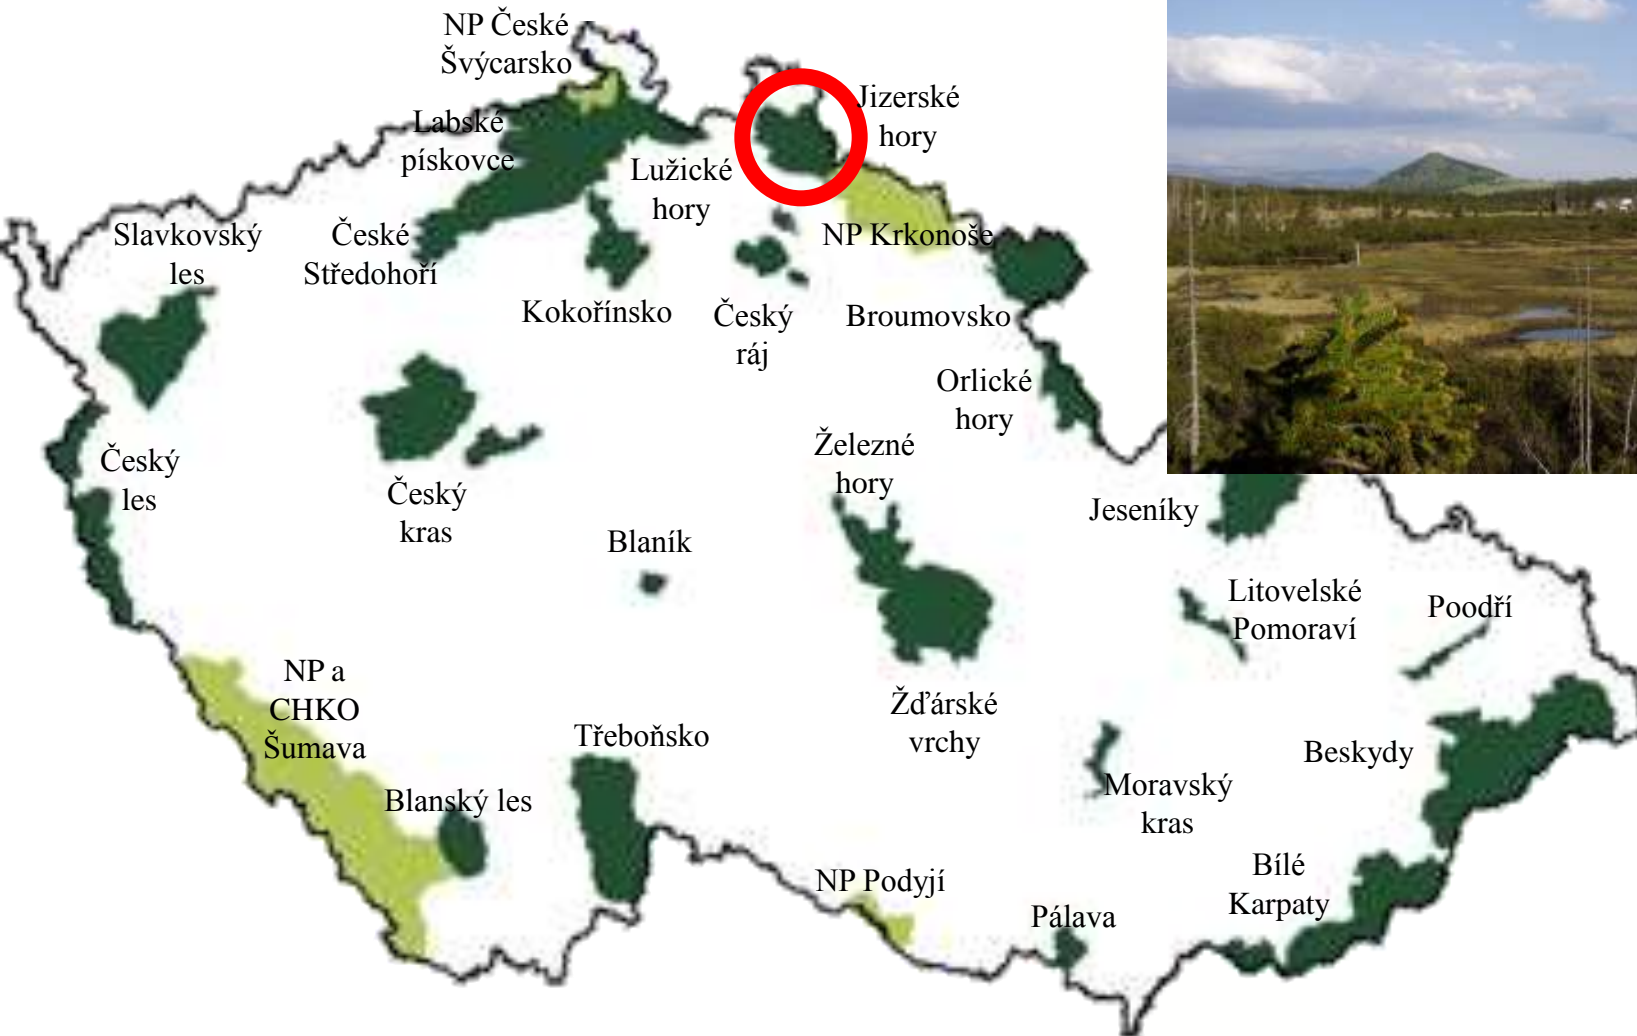 NP České
Švýcarsko
Jizerské
hory
Labské
pískovce
Lužické
hory
Slavkovský
les
České
Středohoří
NP Krkonoše
Kokořínsko
Český
ráj
Broumovsko
Orlické
hory
Český
les
Český
kras
Železné
hory
Jeseníky
Blaník
Litovelské
Pomoraví
Poodří
NP a
CHKO
Šumava
Třeboňsko
Žďárské
vrchy
Beskydy
Blanský les
Moravský
kras
NP Podyjí
Pálava
Bílé
Karpaty